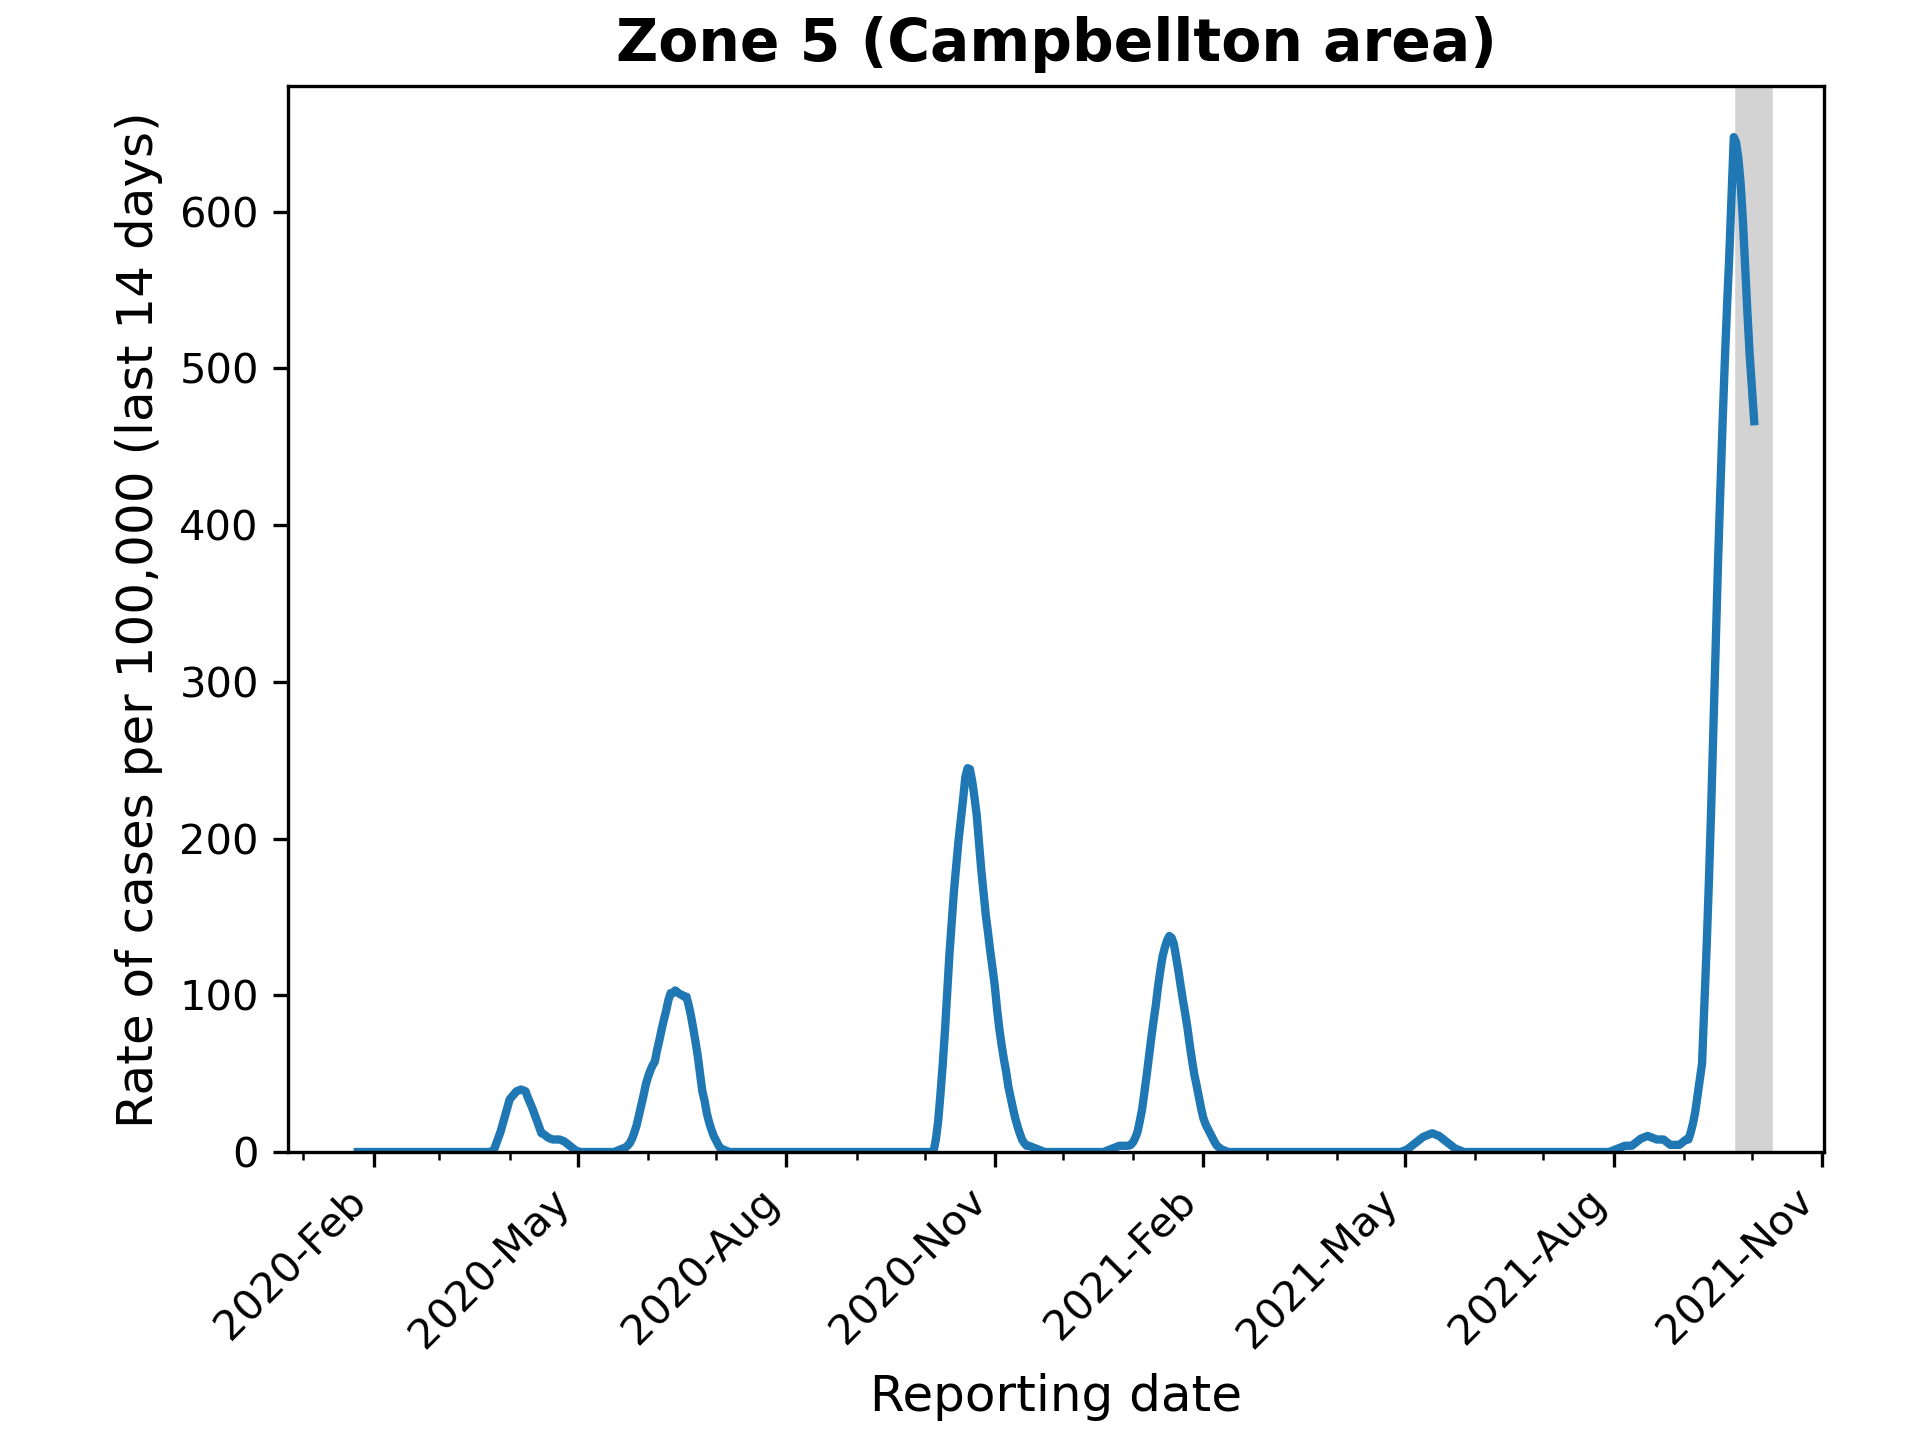 Zone 5 (Campbellton area)
Rate of cases per 100,000 (last 14 days)
600
500
400
300
200
100
0
2020-Feb
2020-May
2020-Aug
2020-Nov
2021-Feb
2021-May
2021-Aug
2021-Nov
Reporting date